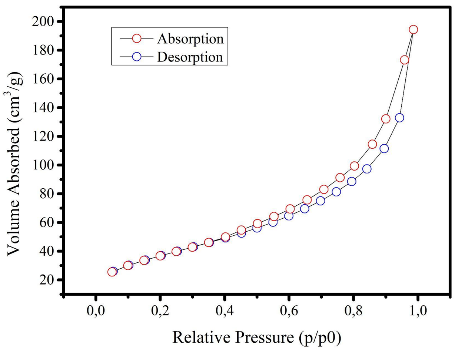 200
180
160
140
120
100
80
60
40
20
Volume Absorbed (cm³/g)
Absorption
Desorption
0,0 0,2 0,4 0,6 0,8 1,0
Relative Pressure (p/p0)